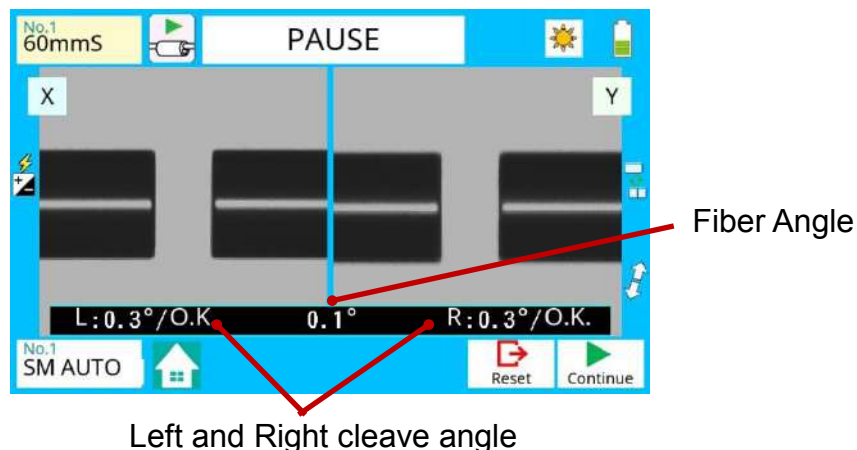 No.1
60mmS
PAUSE
X
Y
Fiber Angle
L:0.3°/O.K
0.1°
R:0.3°/O.K.
No.1
SM AUTO
Reset
Continue
Left and Right cleave angle